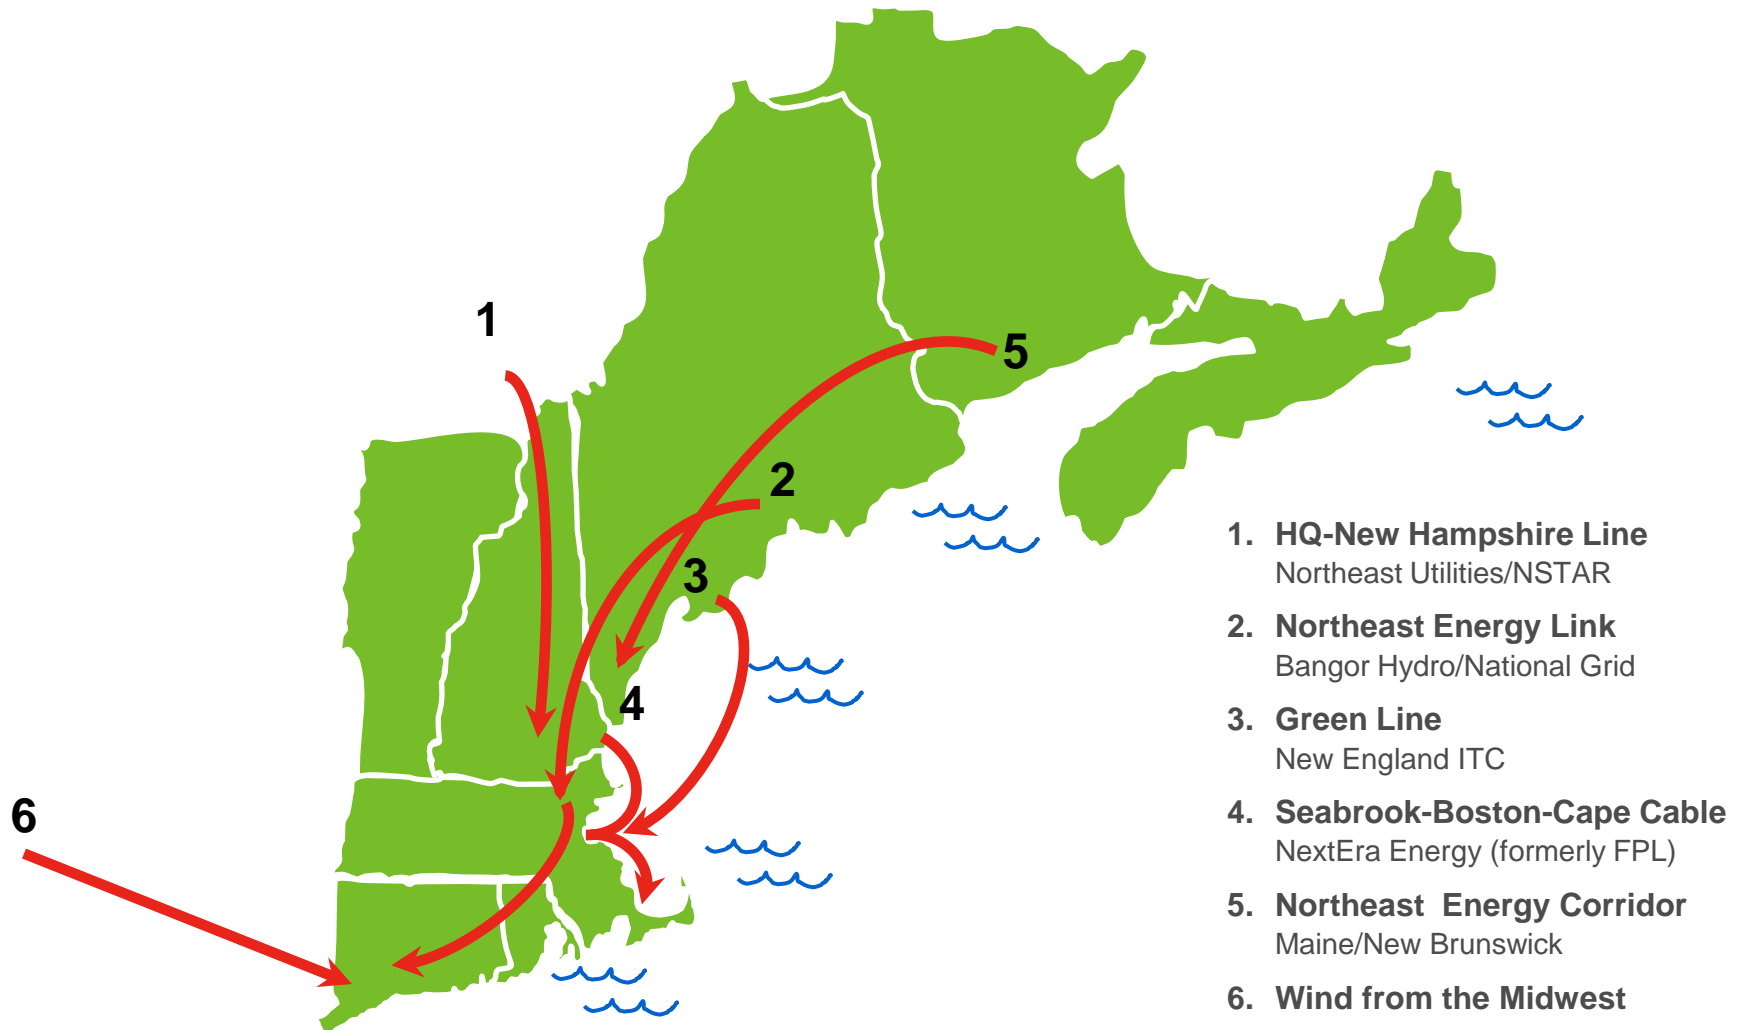 1
5
2
3
4
6
1. HQ-New Hampshire Line
Northeast Utilities/NSTAR
2. Northeast Energy Link
Bangor Hydro/National Grid
3. Green Line
New England ITC
4. Seabrook-Boston-Cape Cable
NextEra Energy (formerly FPL)
5. Northeast Energy Corridor
Maine/New Brunswick
6. Wind from the Midwest